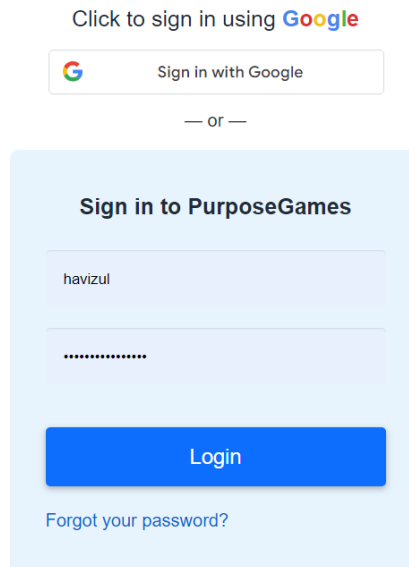 Click to sign in using Google
Sign in with Google
— or —
Sign in to PurposeGames
havizul
••••••••••••••••
Login
Forgot your password?